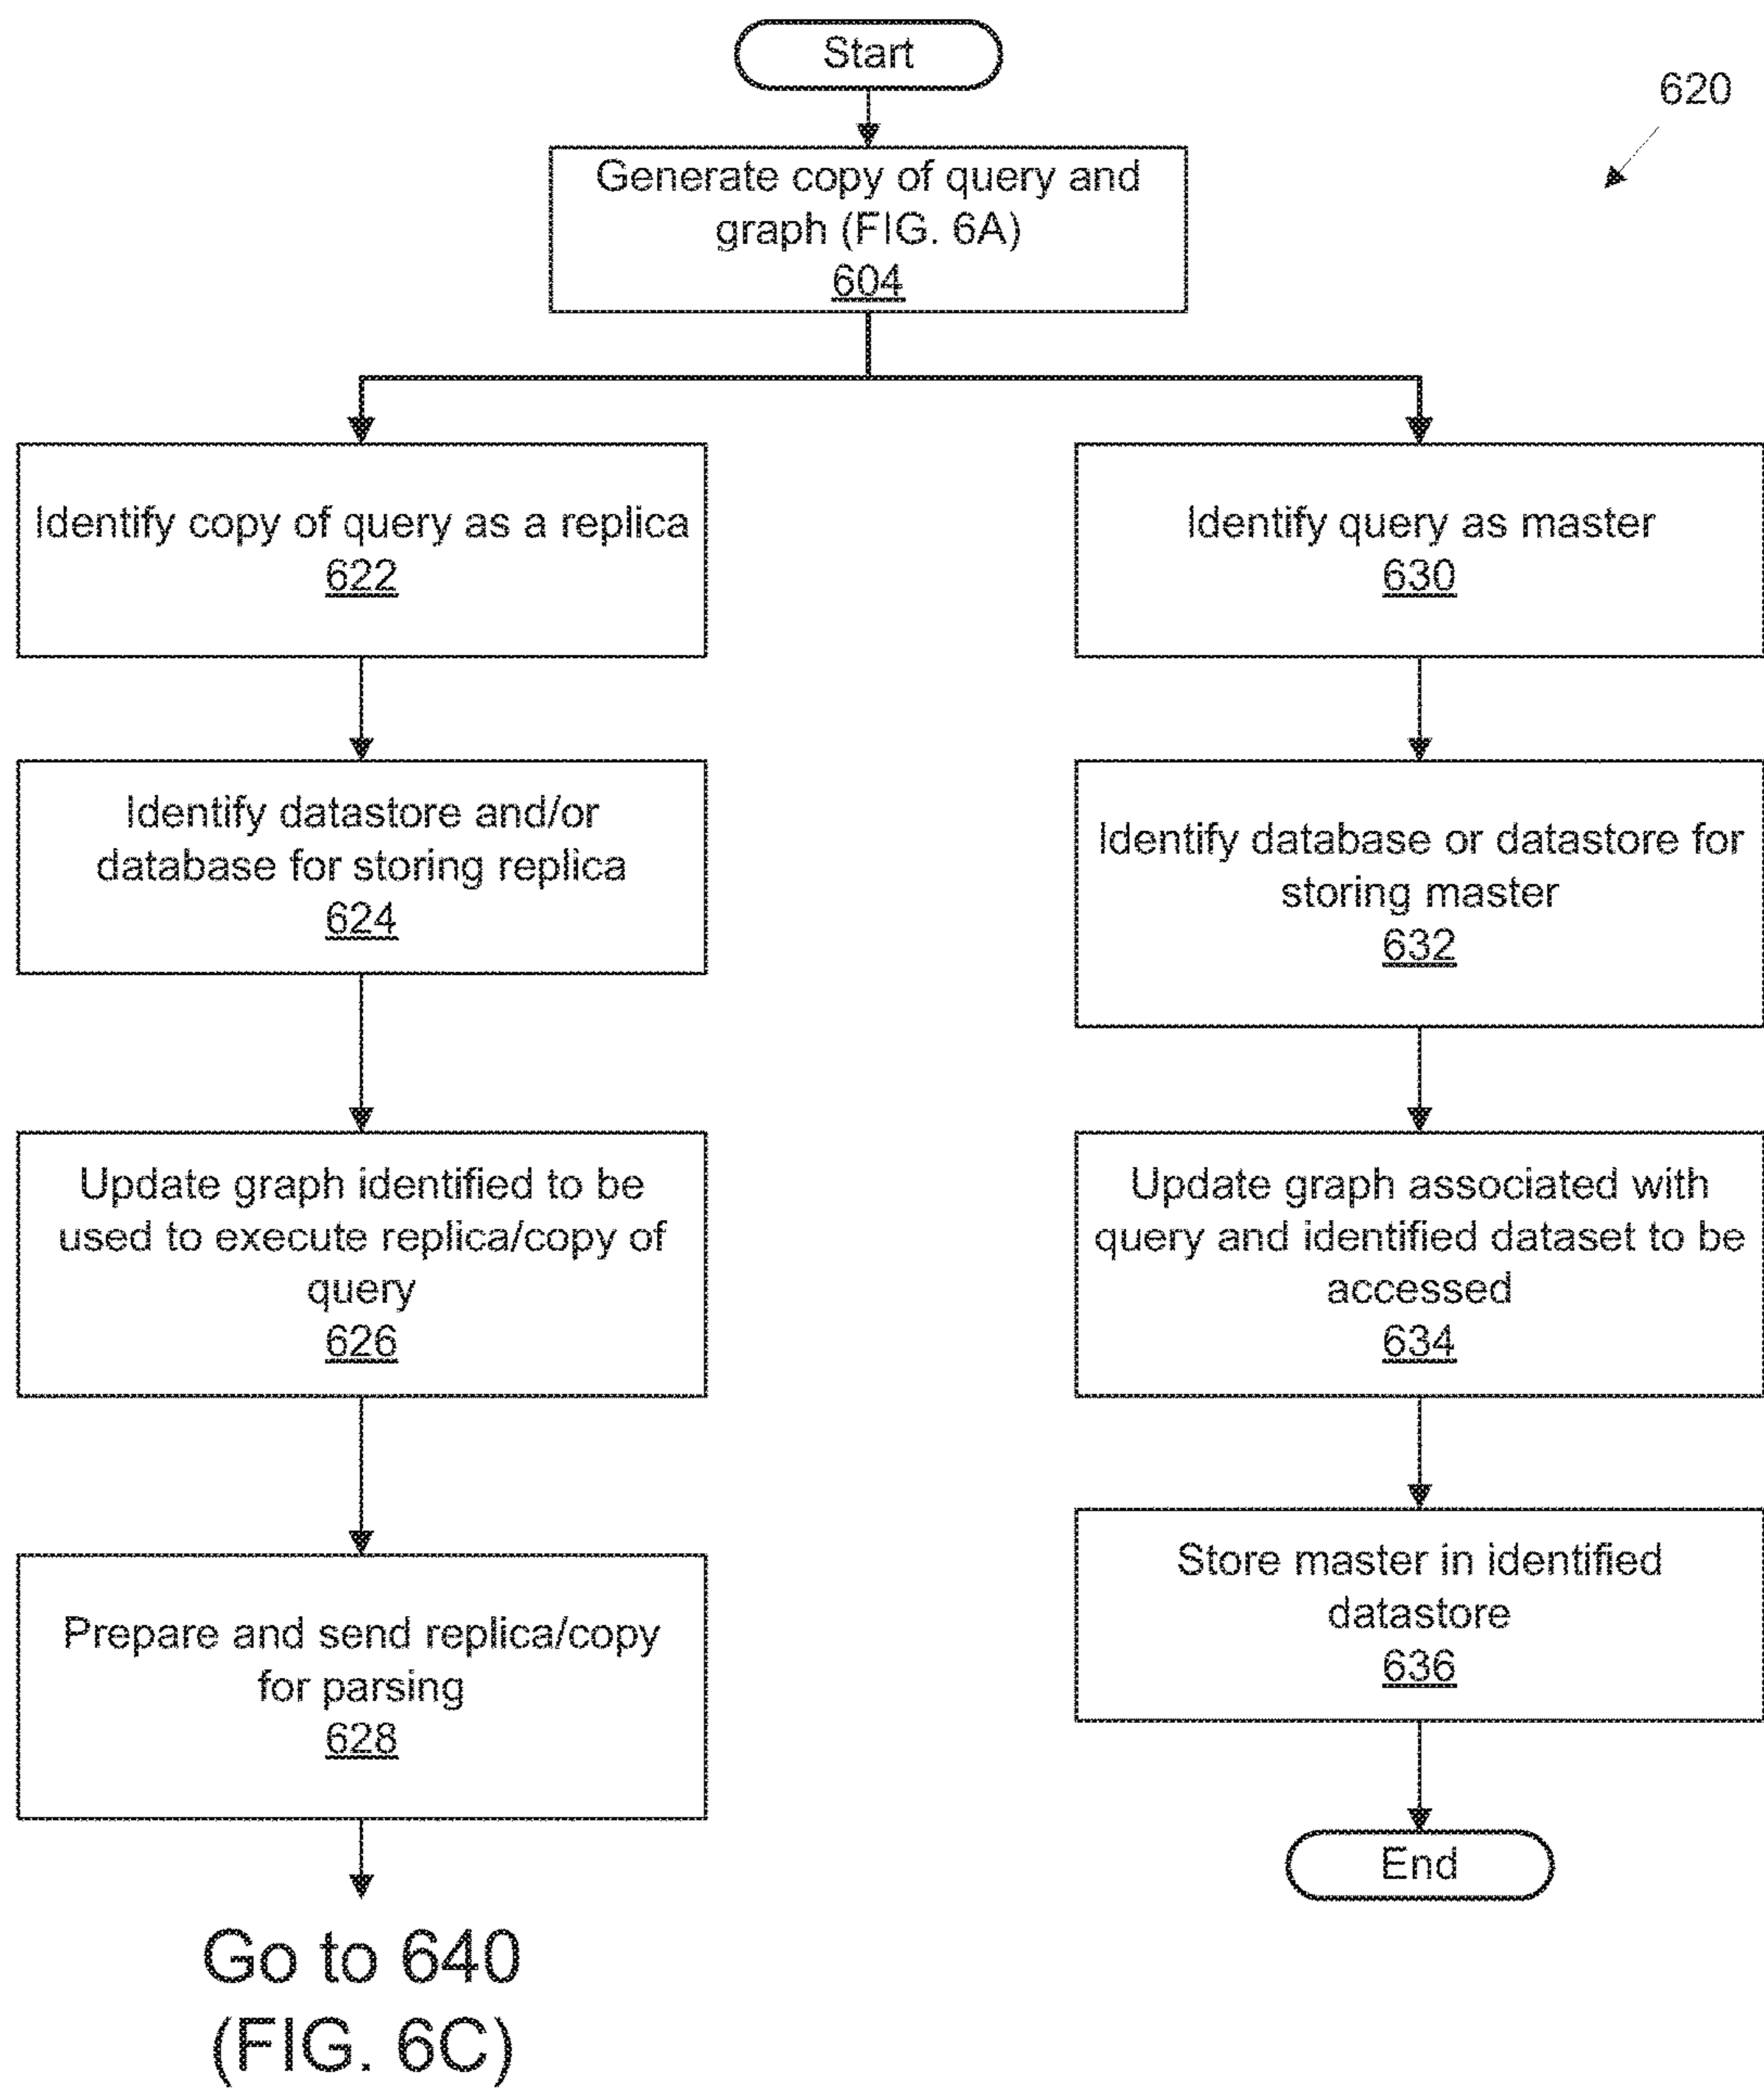 Start
620
Generate copy of query and
graph (FIG. 6A)
604
Identify copy of query as a replica
622
Identify datastore and/or
database for storing replica
624
Update graph identified to be
used to execute replica/copy of
query
626
Prepare and send replica/copy
for parsing
628
Go to 640
(FIG. 6C)
Identify query as master
630
Identify database or datastore for
storing master
632
Update graph associated with
query and identified dataset to be
accessed
634
Store master in identified
datastore
636
End